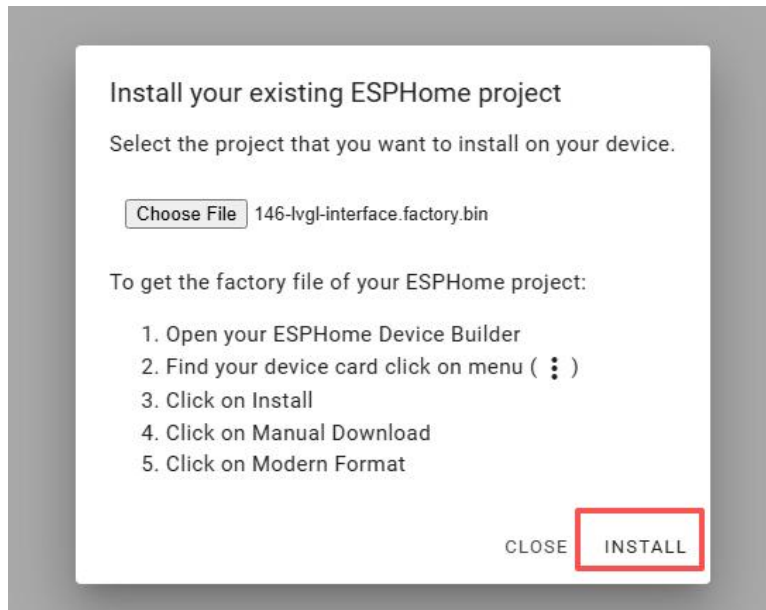 Install your existing ESPHome project
Select the project that you want to install on your device.
Choose File 146-lvgl-interface.factory.bin
To get the factory file of your ESPHome project:
1. Open your ESPHome Device Builder
2. Find your device card click on menu ( ⋮ )
3. Click on Install
4. Click on Manual Download
5. Click on Modern Format
CLOSE INSTALL